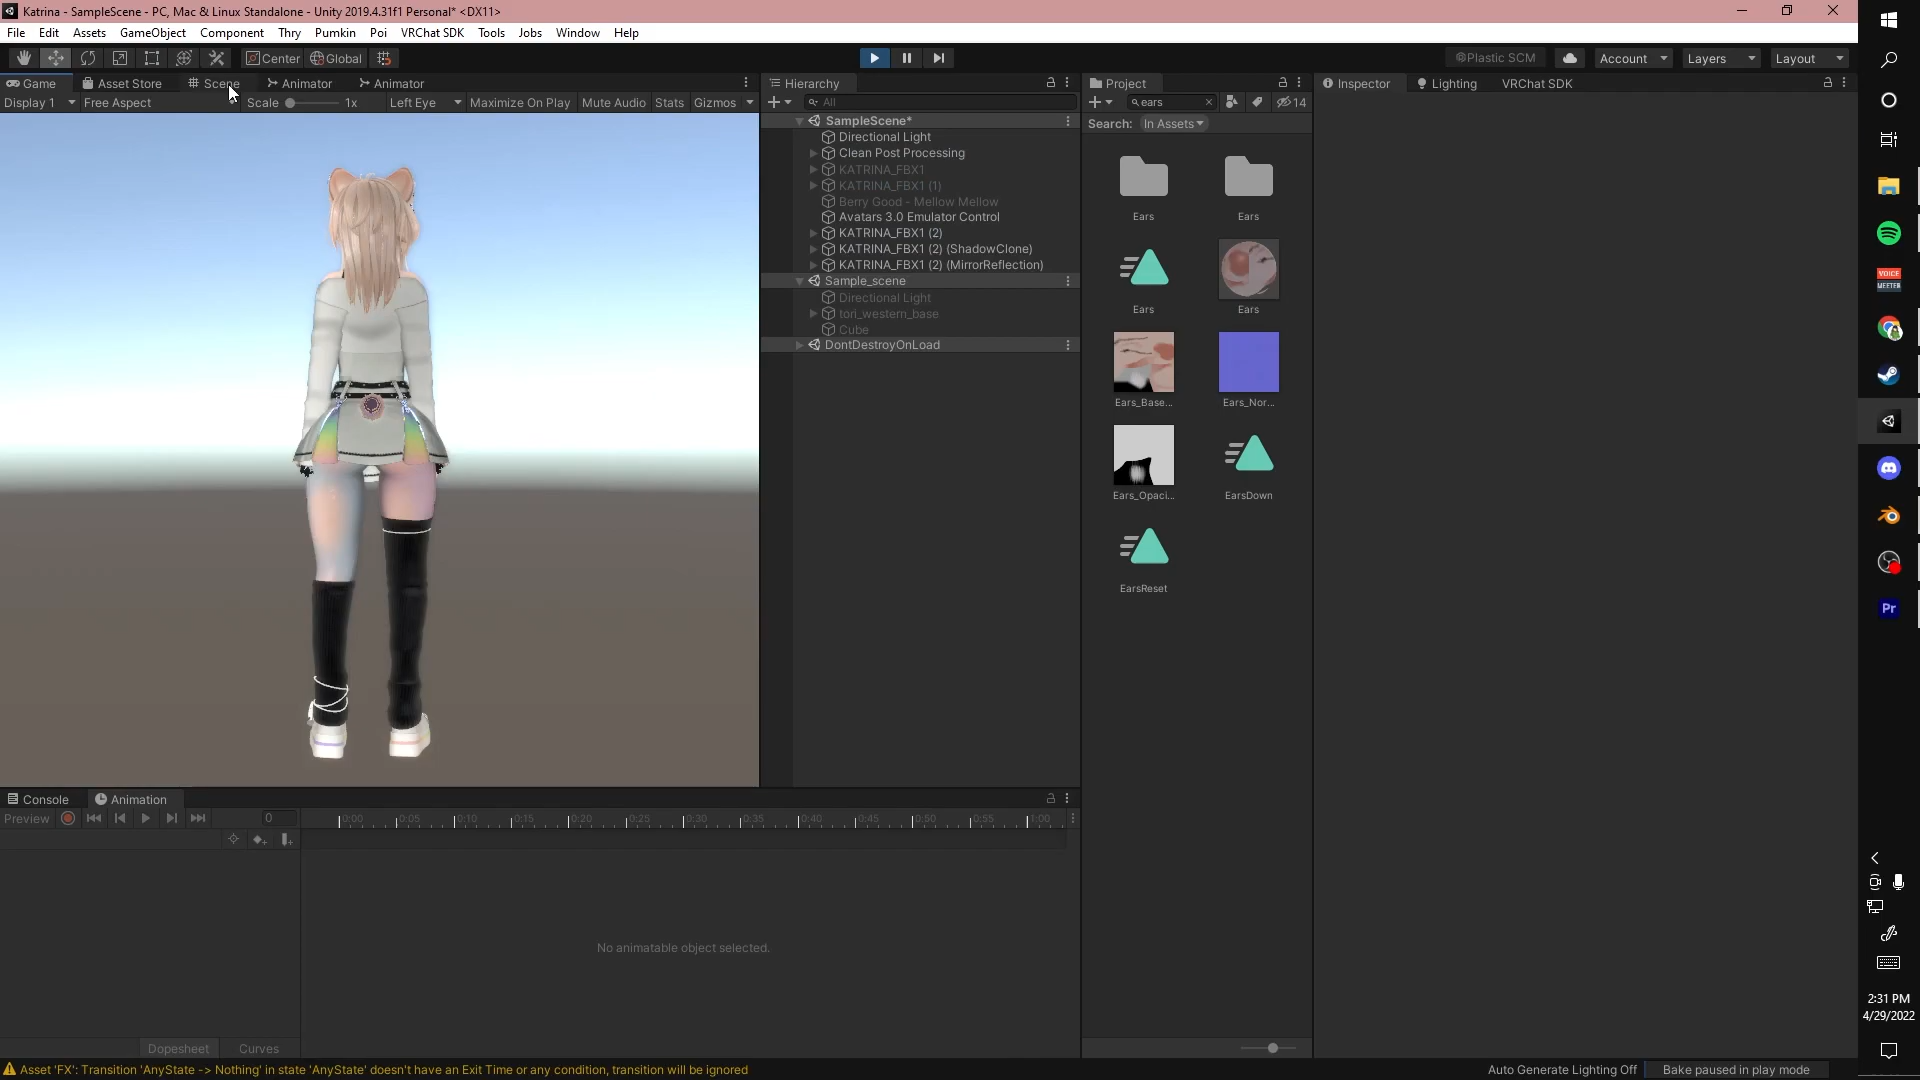 Katrina - SampleScene - PC, Mac & Linux Standalone - Unity 2019.4.31f1 Personal* <DX11>
File Edit Assets GameObject Thry Pumkin Poi VRChat SDK Component Tools Jobs Window Help
Center Global Plastic SCM Account Layers Layout
Game Asset Store Scene Animator Animator
Display 1 Free Aspect Scale 1x Left Eye Maximize On Play Mute Audio Stats Gizmos
Hierarchy
All
SampleScene*
Directional Light
Clean Post Processing
KATRINA_FBX1
KATRINA_FBX1 (1)
Berry Good - Mellow Mellow
Avatars 3.0 Emulator Control
KATRINA_FBX1 (2)
KATRINA_FBX1 (2) (ShadowClone)
KATRINA_FBX1 (2) (MirrorReflection)
Sample_scene
Directional Light
tori_western_base
Cube
DontDestroyOnLoad
Project
ears 14
Search: In Assets
Ears Ears
Ears Ears
Ears_Base... Ears_Nor...
Ears_Opaci... EarsDown
EarsReset
Inspector Lighting VRChat SDK
Console Animation
Preview 0
0:00 0:05 0:10 0:15 0:20 0:25 0:30 0:35 0:40 0:45 0:50 0:55 1:00
No animatable object selected.
Dopesheet Curves
Asset 'FX': Transition 'AnyState -> Nothing' in state 'AnyState' doesn't have an Exit Time or any condition, transition will be ignored
Auto Generate Lighting Off Bake paused in play mode
VOICE
MEETER
Pr
2:31 PM
4/29/2022